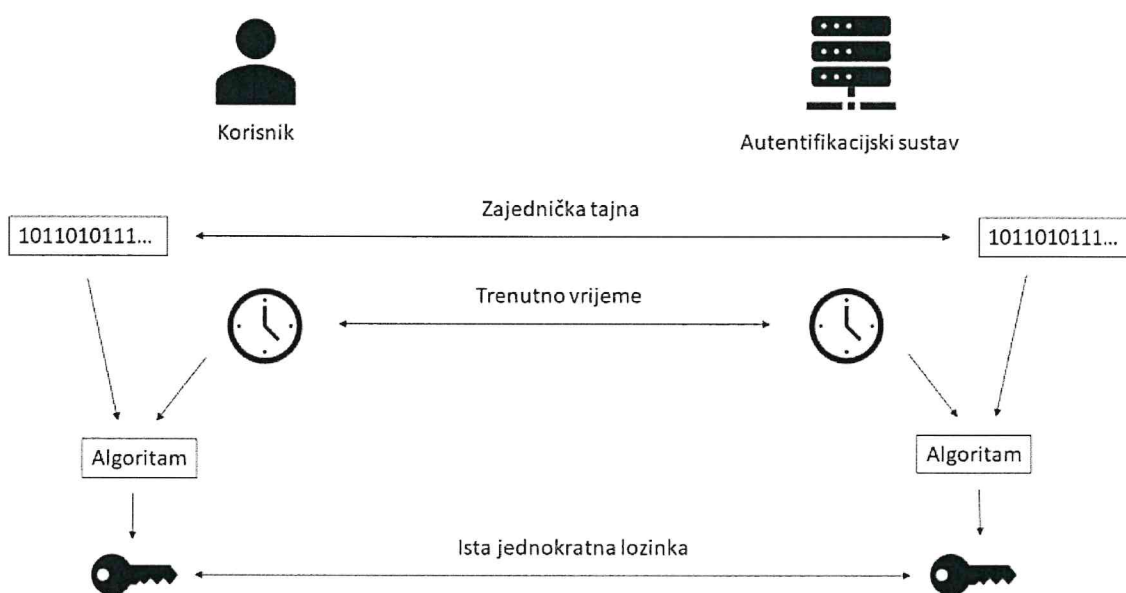 Korisnik
Autentifikacijski sustav
Zajednička tajna
1011010111...
1011010111...
Trenutno vrijeme
Algoritam
Algoritam
Ista jednokratna lozinka